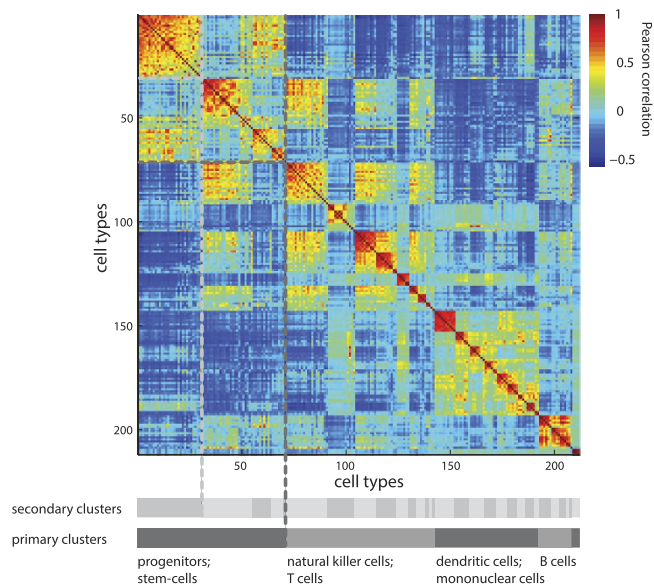 1
0.5
0
−0.5
Pearson correlation
50
100
150
200
cell types
50
100
150
200
cell types
secondary clusters
primary clusters
progenitors;
stem-cells
natural killer cells;
T cells
dendritic cells;
mononuclear cells
B cells